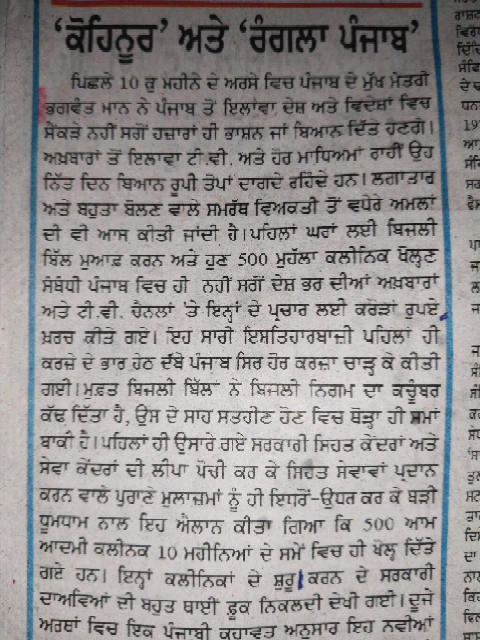 'ਕੋਹਿਨੂਰ' ਅਤੇ 'ਰੰਗਲਾ ਪੰਜਾਬ'
ਪਿਛਲੇ 10 ਕੁ ਮਹੀਨੇ ਦੇ ਅਰਸੇ ਵਿਚ ਪੰਜਾਬ ਦੇ ਮੁੱਖ ਮੰਤਰੀ
ਭਗਵੰਤ ਮਾਨ ਨੇ ਪੰਜਾਬ ਤੋਂ ਇਲਾਵਾ ਦੇਸ਼ ਅਤੇ ਵਿਦੇਸ਼ਾਂ ਵਿਚ
ਸੈਂਕੜੇ ਨਹੀਂ ਸਗੋਂ ਹਜ਼ਾਰਾਂ ਹੀ ਭਾਸ਼ਨ ਜਾਂ ਬਿਆਨ ਦਿੱਤੇ ਹੋਣਗੇ।
ਅਖ਼ਬਾਰਾਂ ਤੋਂ ਇਲਾਵਾ ਟੀ.ਵੀ. ਅਤੇ ਹੋਰ ਮਾਧਿਅਮਾਂ ਰਾਹੀਂ ਉਹ
ਨਿੱਤ ਦਿਨ ਬਿਆਨ ਰੂਪੀ ਤੋਪਾਂ ਦਾਗਦੇ ਰਹਿੰਦੇ ਹਨ। ਲਗਾਤਾਰ
ਅਤੇ ਬਹੁਤਾ ਬੋਲਣ ਵਾਲੇ ਸਮਰੱਥ ਵਿਅਕਤੀ ਤੋਂ ਵਧੇਰੇ ਅਮਲਾਂ
ਦੀ ਵੀ ਆਸ ਕੀਤੀ ਜਾਂਦੀ ਹੈ। ਪਹਿਲਾਂ ਘਰਾਂ ਲਈ ਬਿਜਲੀ
ਬਿੱਲ ਮੁਆਫ਼ ਕਰਨ ਅਤੇ ਹੁਣ 500 ਮੁਹੱਲਾ ਕਲੀਨਿਕ ਖੋਲ੍ਹਣ
ਸੰਬੰਧੀ ਪੰਜਾਬ ਵਿਚ ਹੀ ਨਹੀਂ ਸਗੋਂ ਦੇਸ਼ ਭਰ ਦੀਆਂ ਅਖ਼ਬਾਰਾਂ
ਅਤੇ ਟੀ.ਵੀ. ਚੈਨਲਾਂ 'ਤੇ ਇਨ੍ਹਾਂ ਦੇ ਪ੍ਰਚਾਰ ਲਈ ਕਰੋੜਾਂ ਰੁਪਏ
ਖ਼ਰਚ ਕੀਤੇ ਗਏ। ਇਹ ਸਾਰੀ ਇਸ਼ਤਿਹਾਰਬਾਜ਼ੀ ਪਹਿਲਾਂ ਹੀ
ਕਰਜ਼ੇ ਦੇ ਭਾਰ ਹੇਠ ਦੱਬੇ ਪੰਜਾਬ ਸਿਰ ਹੋਰ ਕਰਜ਼ਾ ਚਾੜ੍ਹ ਕੇ ਕੀਤੀ
ਗਈ। ਮੁਫ਼ਤ ਬਿਜਲੀ ਬਿੱਲਾਂ ਨੇ ਬਿਜਲੀ ਨਿਗਮ ਦਾ ਕਚੂੰਬਰ
ਕੱਢ ਦਿੱਤਾ ਹੈ, ਉਸ ਦੇ ਸਾਹ ਸਤਹੀਣ ਹੋਣ ਵਿਚ ਥੋੜ੍ਹਾ ਹੀ ਸਮਾਂ
ਬਾਕੀ ਹੈ। ਪਹਿਲਾਂ ਹੀ ਉਸਾਰੇ ਗਏ ਸਰਕਾਰੀ ਸਿਹਤ ਕੇਂਦਰਾਂ ਅਤੇ
ਸੇਵਾ ਕੇਂਦਰਾਂ ਦੀ ਲੀਪਾ ਪੋਚੀ ਕਰ ਕੇ ਸਿਹਤ ਸੇਵਾਵਾਂ ਪ੍ਰਦਾਨ
ਕਰਨ ਵਾਲੇ ਪੁਰਾਣੇ ਮੁਲਾਜ਼ਮਾਂ ਨੂੰ ਹੀ ਇਧਰੋਂ-ਉਧਰ ਕਰ ਕੇ ਬੜੀ
ਧੂਮਧਾਮ ਨਾਲ ਇਹ ਐਲਾਨ ਕੀਤਾ ਗਿਆ ਕਿ 500 ਆਮ
ਆਦਮੀ ਕਲੀਨਕ 10 ਮਹੀਨਿਆਂ ਦੇ ਸਮੇਂ ਵਿਚ ਹੀ ਖੋਲ੍ਹ ਦਿੱਤੇ
ਗਏ ਹਨ। ਇਨ੍ਹਾਂ ਕਲੀਨਿਕਾਂ ਦੇ ਸ਼ੁਰੂ ਕਰਨ ਦੇ ਸਰਕਾਰੀ
ਦਾਅਵਿਆਂ ਦੀ ਬਹੁਤ ਥਾਈਂ ਫੂਕ ਨਿਕਲਦੀ ਦੇਖੀ ਗਈ। ਦੂਜੇ
ਅਰਥਾਂ ਵਿਚ ਇਕ ਪੰਜਾਬੀ ਕਹਾਵਤ ਅਨੁਸਾਰ ਇਹ ਨਵੀਆਂ